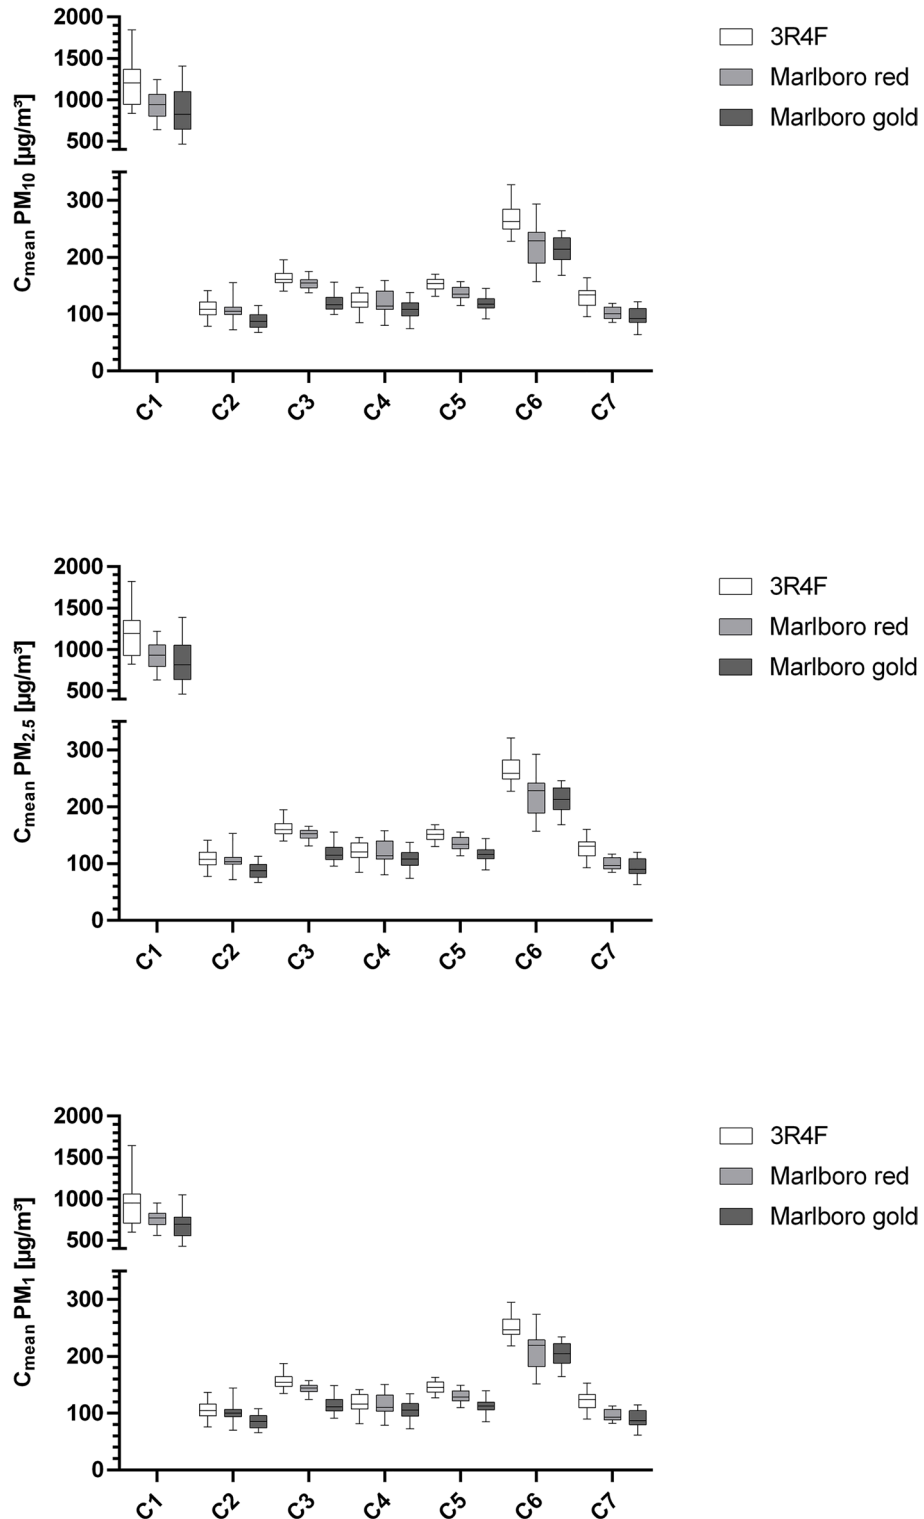 2000
1500
1000
500
300
200
100
0
Cmean PM10 [µg/m³]
C1 C2 C3 C4 C5 C6 C7
3R4F
Marlboro red
Marlboro gold
2000
1500
1000
500
300
200
100
0
Cmean PM2.5 [µg/m³]
C1 C2 C3 C4 C5 C6 C7
3R4F
Marlboro red
Marlboro gold
2000
1500
1000
500
300
200
100
0
Cmean PM1 [µg/m³]
C1 C2 C3 C4 C5 C6 C7
3R4F
Marlboro red
Marlboro gold